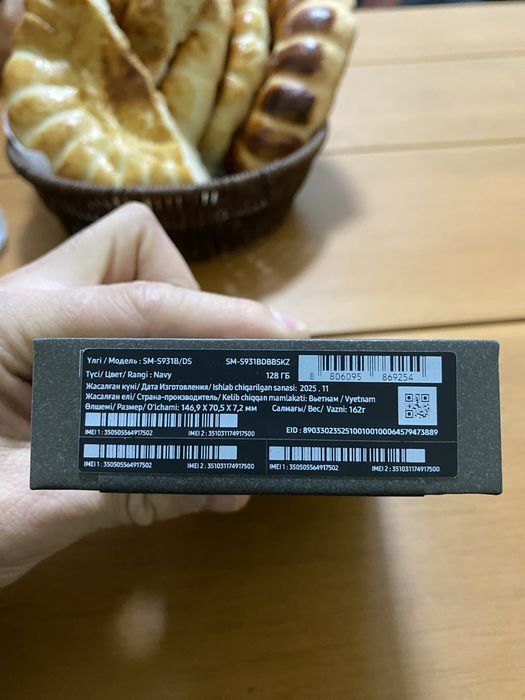 Үлгі/ Модель : SM-S931B/DS SM-S931BDBBSKZ
Түсі/ Цвет/ Rangi : Navy 128 ГБ
8 806095 869254
Жасалған күні/ Дата Изготовления/ Ishlab chiqarilgan sanasi: 2025 . 11
Жасалған елі/ Страна-производитель/ Kelib chiqqan mamlakati: Вьетнам / Vyetnam
Өлшемі/ Размер/ O'lchami: 146,9 X 70,5 X 7,2 мм Салмағы/ Вес/ Vazni: 162г
IMEI 1 : 350505564917502 IMEI 2 : 351031174917500
EID : 89033023525100100100064579473889
IMEI 1 : 350505564917502 IMEI 2 : 351031174917500
IMEI 1 : 350505564917502 IMEI 2 : 351031174917500